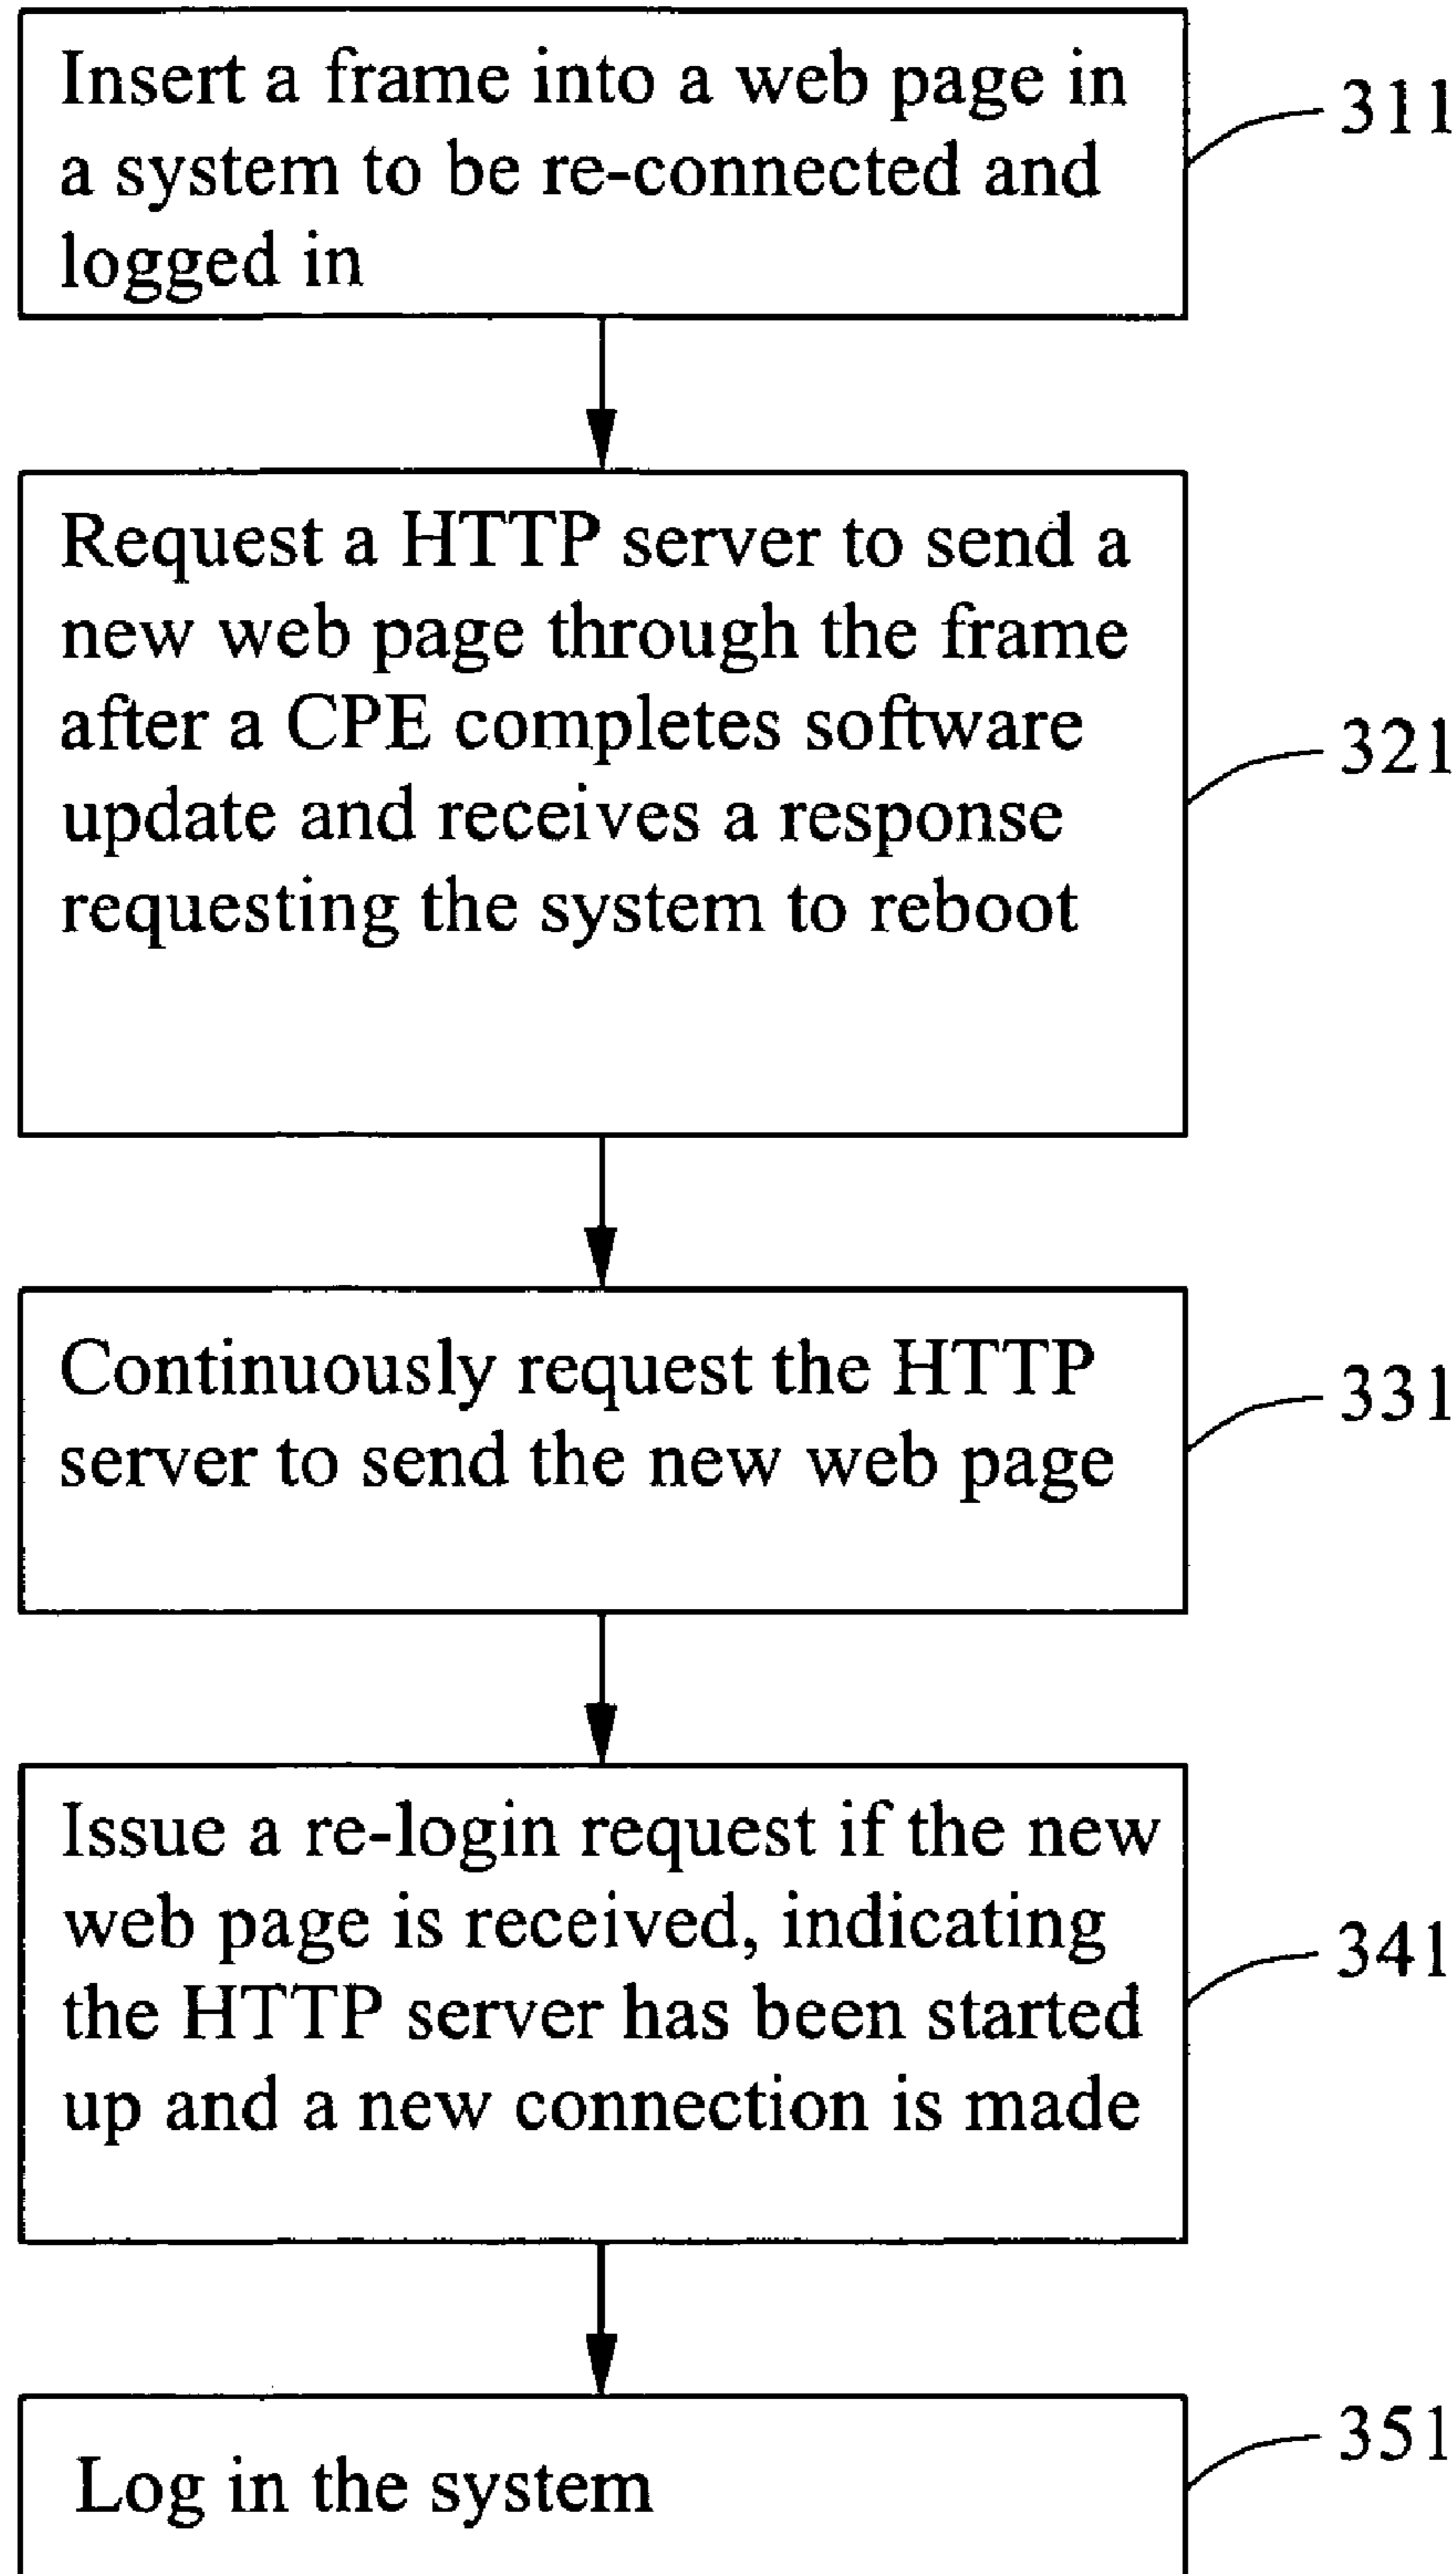 Insert a frame into a web page in
a system to be re-connected and
logged in
311
Request a HTTP server to send a
new web page through the frame
after a CPE completes software
update and receives a response
requesting the system to reboot
321
Continuously request the HTTP
server to send the new web page
331
Issue a re-login request if the new
web page is received, indicating
the HTTP server has been started
up and a new connection is made
341
Log in the system
351